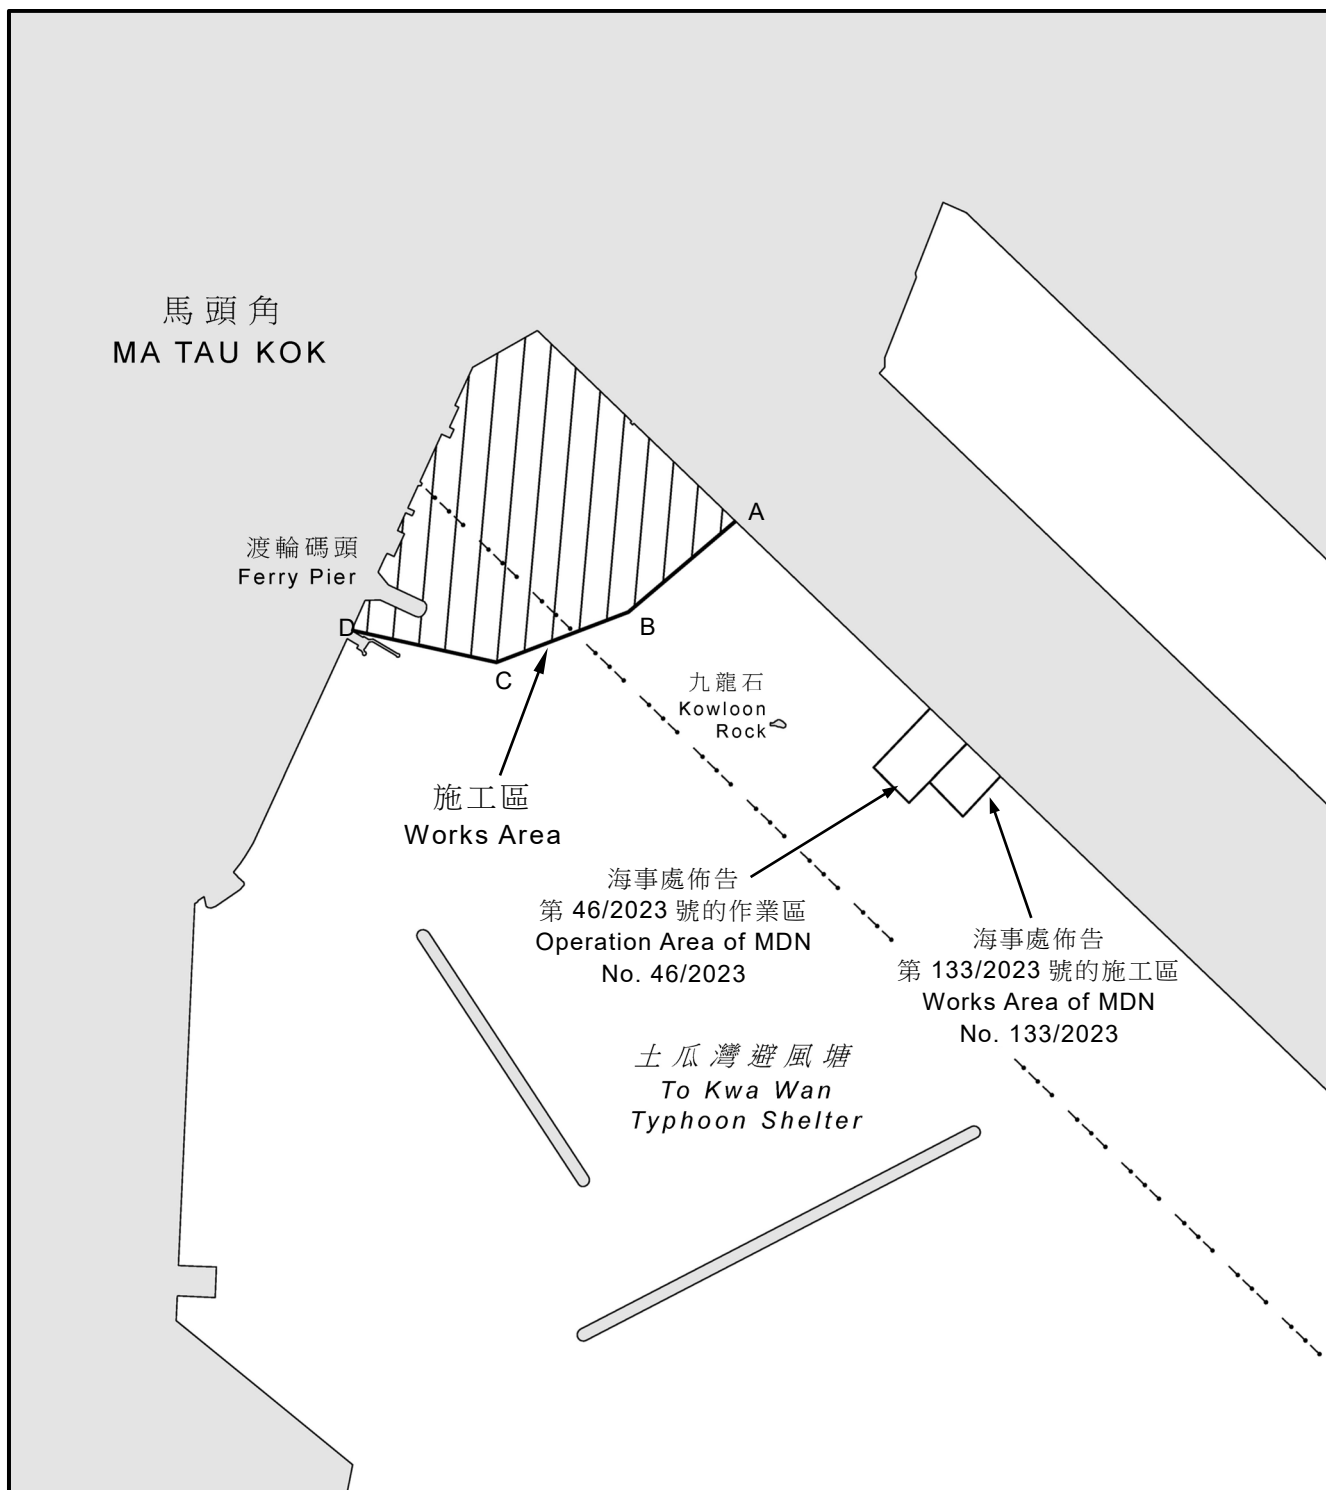 馬頭角
MA TAU KOK
A
渡輪碼頭
Ferry Pier
D
B
C
九龍石
Kowloon
Rock
施工區
Works Area
海事處佈告
第 46/2023 號的作業區
Operation Area of MDN
No. 46/2023
海事處佈告
第 133/2023 號的施工區
Works Area of MDN
No. 133/2023
土瓜灣避風塘
To Kwa Wan
Typhoon Shelter